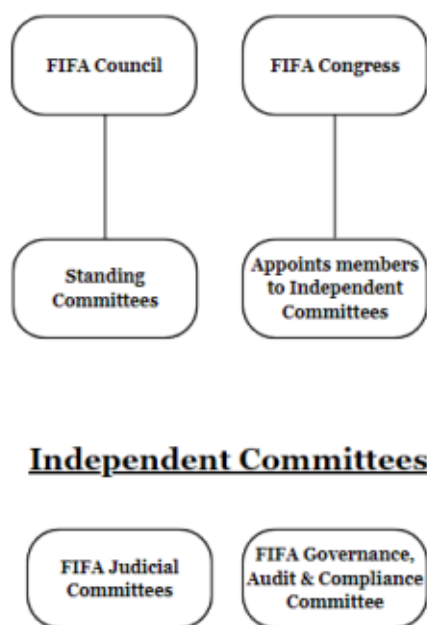 FIFA Council
FIFA Congress
Standing
Committees
Appoints members
to Independent
Committees
Independent Committees
FIFA Judicial
Committees
FIFA Governance,
Audit & Compliance
Committee